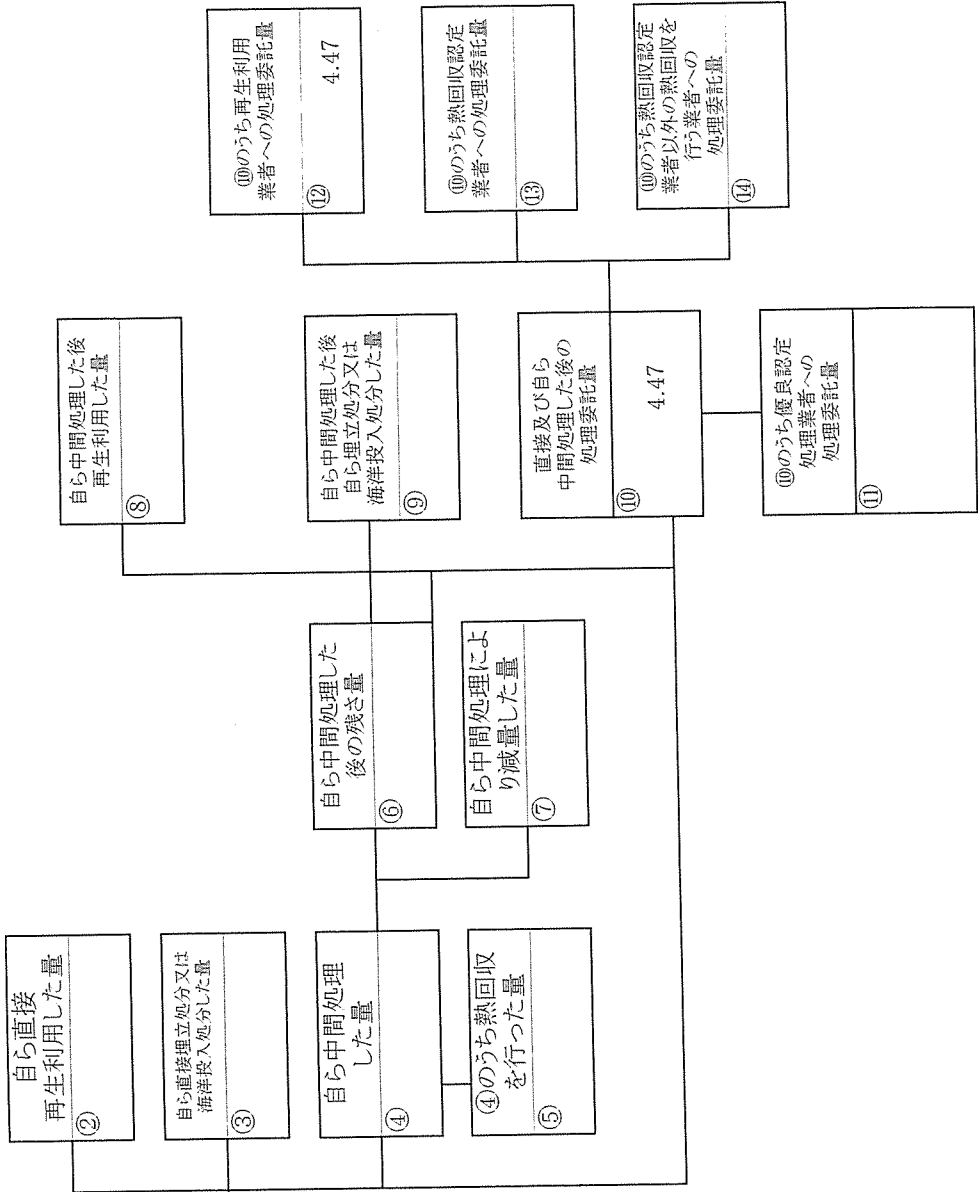 自ら直接
再生利用した量
②
自ら直接埋立処分又は
海洋投入処分した量
③
自ら中間処理
した量
④
④のうち熱回収
を行った量
⑤
自ら中間処理した
後の残さ量
⑥
自ら中間処理によ
り減量した量
⑦
自ら中間処理した後
再生利用した量
⑧
自ら中間処理した後
自ら埋立処分又は
海洋投入処分した量
⑨
直接及び自ら
中間処理した後の
処理委託量
⑩
4.47
⑩のうち優良認定
処理業者への
処理委託量
⑪
⑩のうち再生利用
業者への処理委託量
⑫
4.47
⑩のうち熱回収認定
業者への処理委託量
⑬
⑩のうち熱回収認定
業者以外の熱回収を
行う業者への
処理委託量
⑭